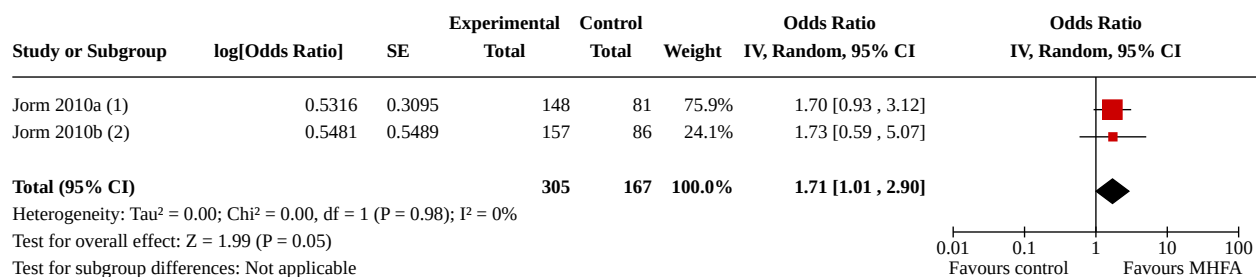 Experimental Control Odds Ratio Odds Ratio
Study or Subgroup log[Odds Ratio] SE Total Total Weight IV, Random, 95% CI IV, Random, 95% CI
Jorm 2010a (1) 0.5316 0.3095 148 81 75.9% 1.70 [0.93 , 3.12]
Jorm 2010b (2) 0.5481 0.5489 157 86 24.1% 1.73 [0.59 , 5.07]
Total (95% CI) 305 167 100.0% 1.71 [1.01 , 2.90]
Heterogeneity: Tau² = 0.00; Chi² = 0.00, df = 1 (P = 0.98); I² = 0%
Test for overall effect: Z = 1.99 (P = 0.05)
0.01 0.1 1 10 100
Test for subgroup differences: Not applicable Favours control Favours MHFA